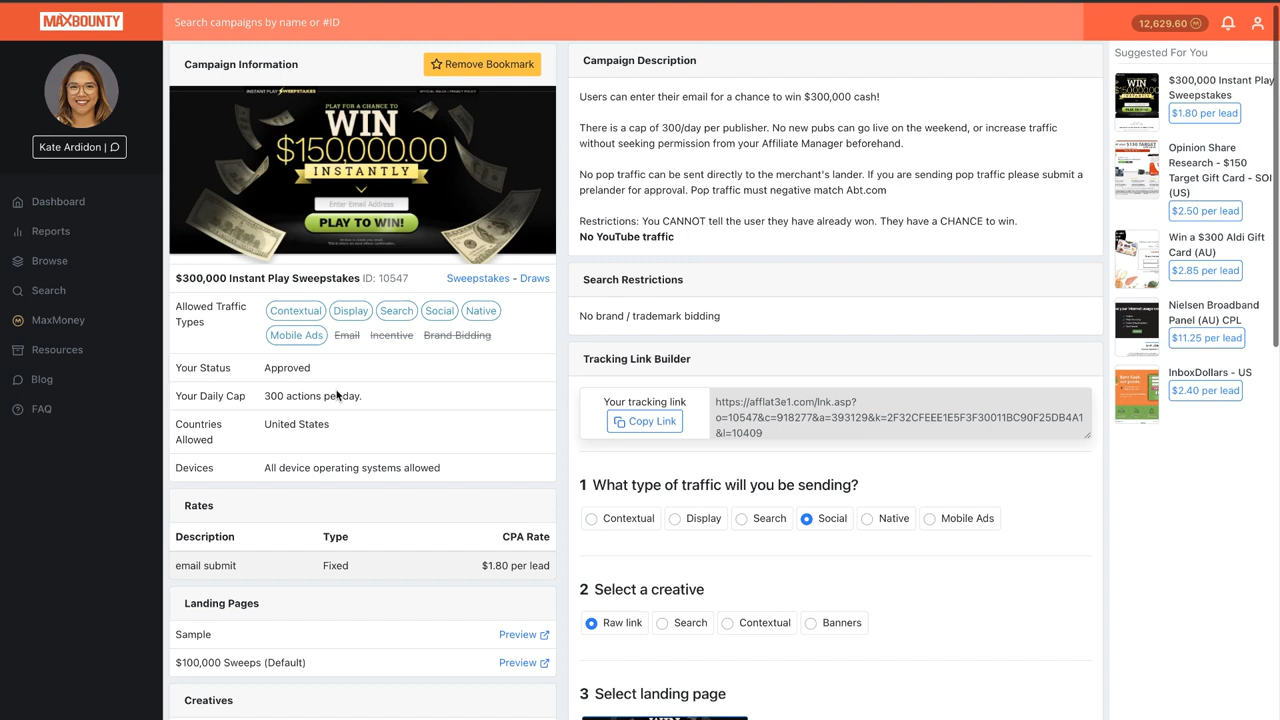 MAXBOUNTY
Search campaigns by name or #ID
12,629.60
Kate Ardidon |
Dashboard
Reports
Browse
Search
MaxMoney
Resources
Blog
FAQ
Campaign Information
Remove Bookmark
INSTANT PLAY SWEEPSTAKES
PLAY FOR A CHANCE TO
WIN
$150,000.00
INSTANTLY
Enter Email Address
PLAY TO WIN!
$300,000 Instant Play Sweepstakes ID: 10547
Sweepstakes - Draws
Allowed Traffic Types
Contextual
Display
Search
Social
Native
Mobile Ads
Email
Incentive
Brand Bidding
Your Status
Approved
Your Daily Cap
300 actions per day.
Countries Allowed
United States
Devices
All device operating systems allowed
Rates
Description Type CPA Rate
email submit Fixed $1.80 per lead
Landing Pages
Sample
Preview
$100,000 Sweeps (Default)
Preview
Creatives
Campaign Description
Users can enter their email for a chance to win $300,000 cash!
There is a cap of 300/day per publisher. No new pubs can go live on the weekend, or increase traffic
without seeking permission from your Affiliate Manager beforehand.
No pop traffic can be sent directly to the merchant's lander. If you are sending pop traffic please submit a
prelander for approval. Pop traffic must negative match Amazon.
Restrictions: You CANNOT tell the user they have already won. They have a CHANCE to win.
No YouTube traffic
Search Restrictions
No brand / trademark bidding
Tracking Link Builder
Your tracking link
Copy Link
https://afflat3e1.com/lnk.asp?
o=10547&c=918277&a=393129&k=2F32CFEEE1E5F3F30011BC90F25DB4A1
&l=10409
1 What type of traffic will you be sending?
Contextual
Display
Search
Social
Native
Mobile Ads
2 Select a creative
Raw link
Search
Contextual
Banners
3 Select landing page
Suggested For You
$300,000 Instant Play
Sweepstakes
$1.80 per lead
Opinion Share
Research - $150
Target Gift Card - SOI
(US)
$2.50 per lead
Win a $300 Aldi Gift
Card (AU)
$2.85 per lead
Nielsen Broadband
Panel (AU) CPL
$11.25 per lead
InboxDollars - US
$2.40 per lead